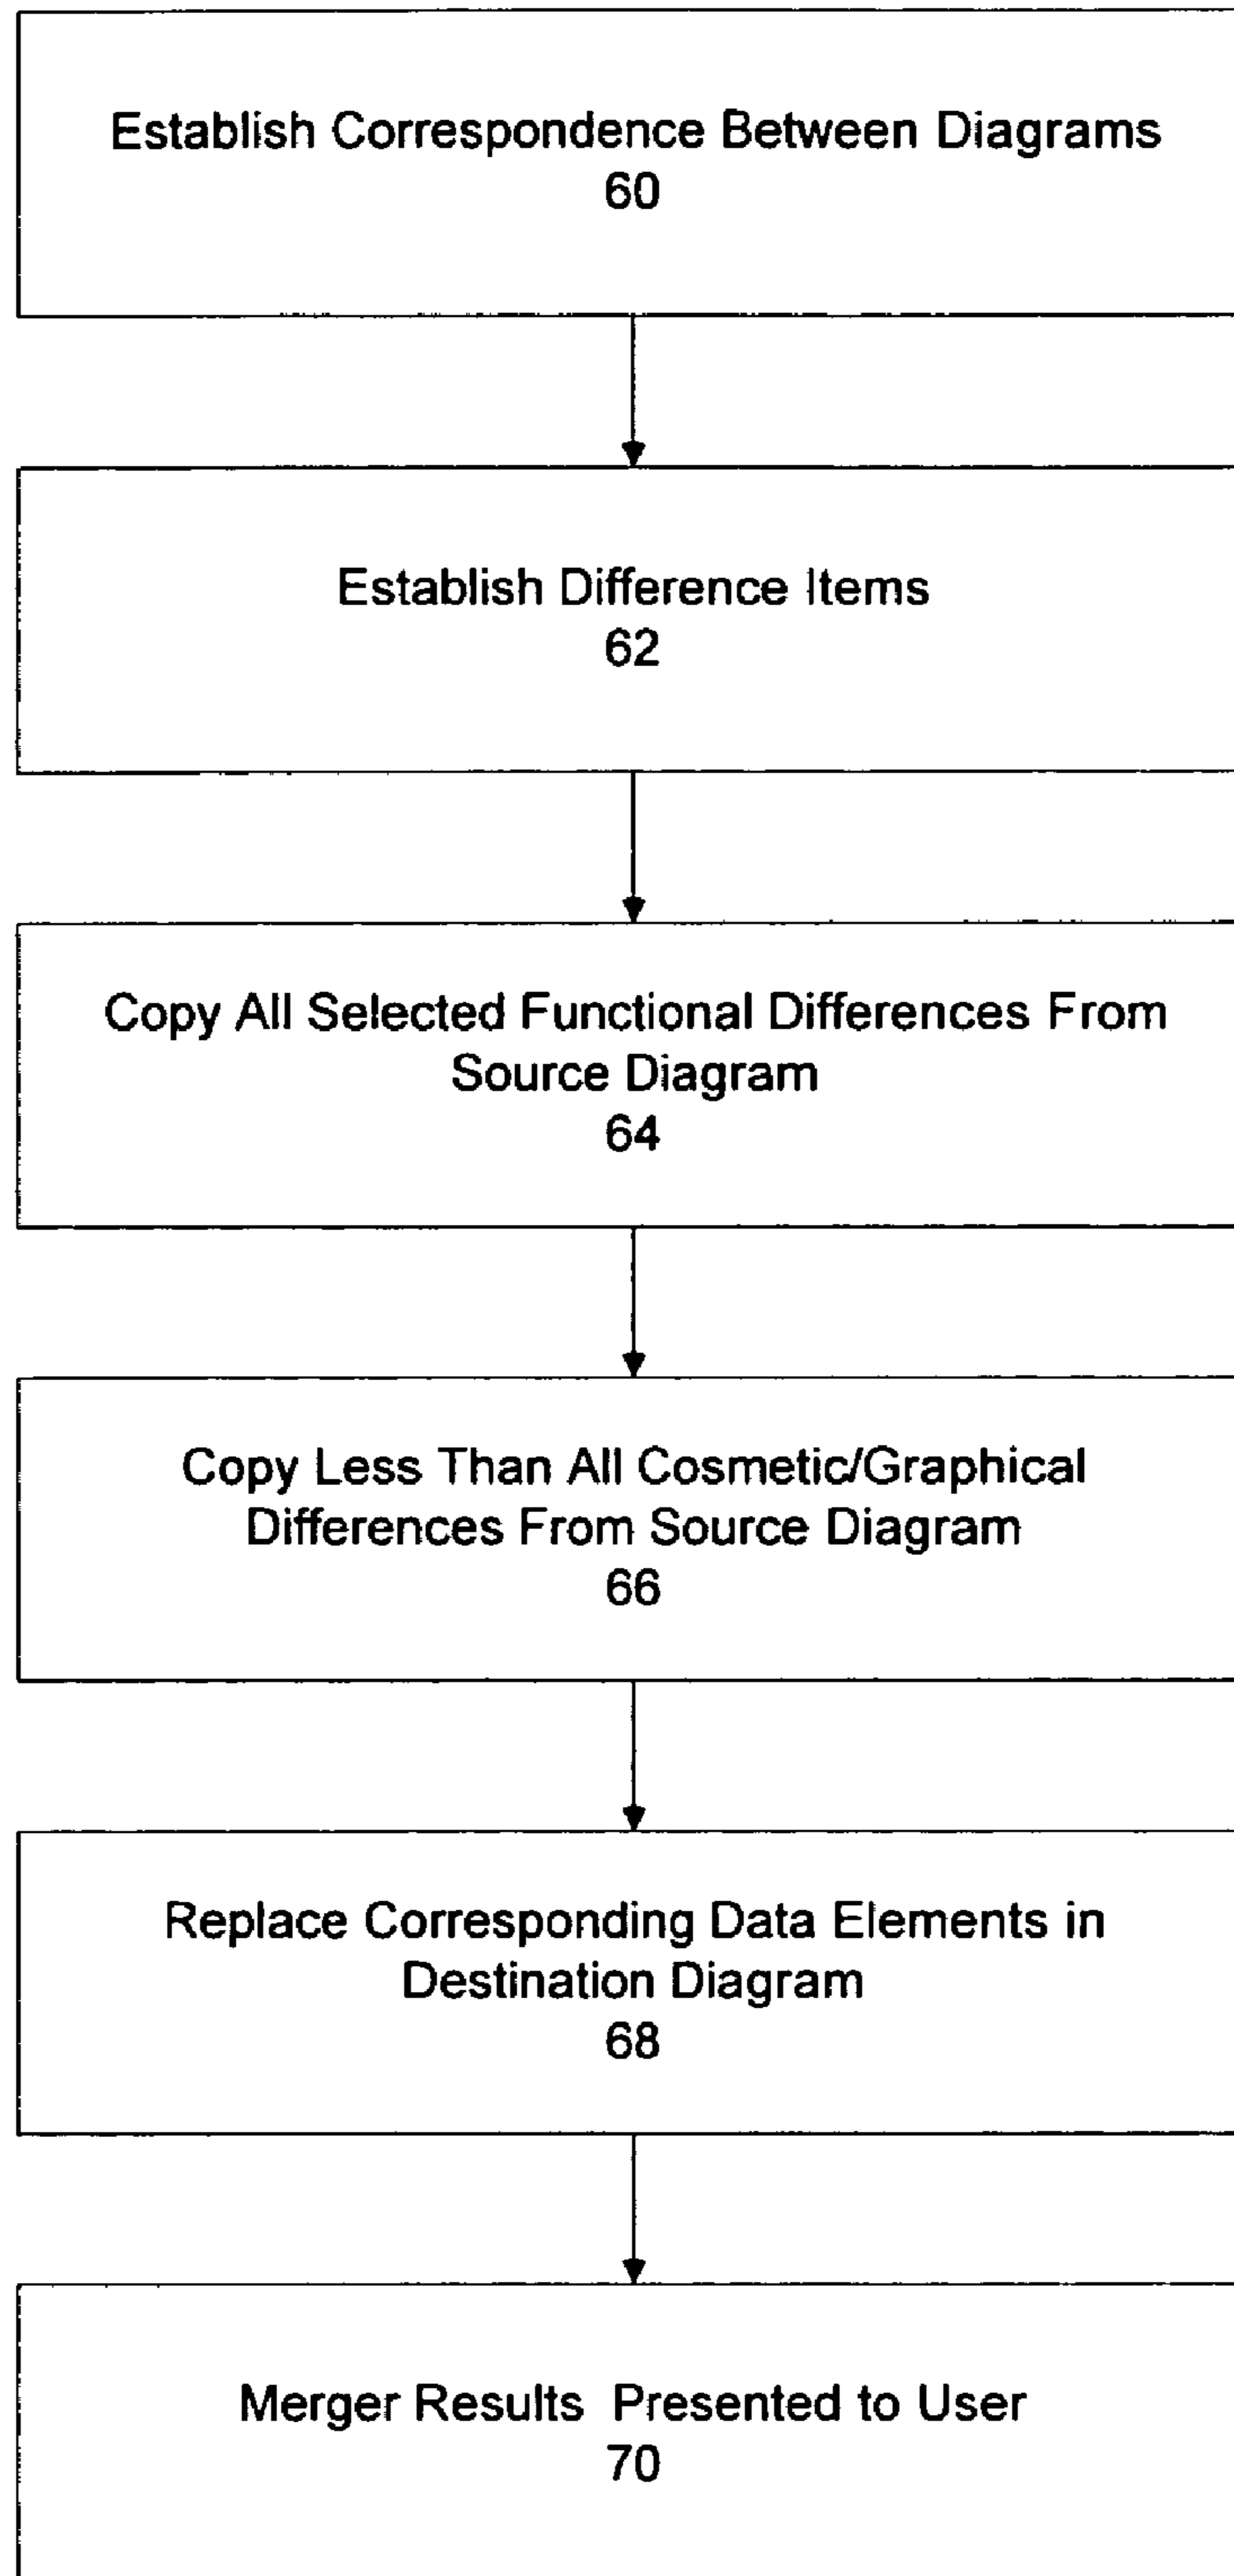 Establish Correspondence Between Diagrams
60
Establish Difference Items
62
Copy All Selected Functional Differences From
Source Diagram
64
Copy Less Than All Cosmetic/Graphical
Differences From Source Diagram
66
Replace Corresponding Data Elements in
Destination Diagram
68
Merger Results Presented to User
70